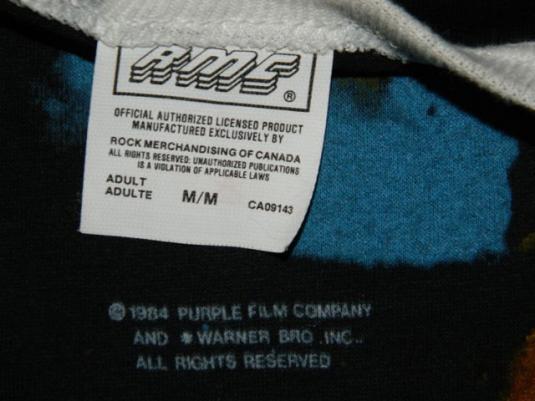 RMC
®
OFFICIAL AUTHORIZED LICENSED PRODUCT
MANUFACTURED EXCLUSIVELY BY
ROCK MERCHANDISING OF CANADA
ALL RIGHTS RESERVED: UNAUTHORIZED PUBLICATIONS
IS A VIOLATION OF APPLICABLE LAWS
ADULT
ADULTE M/M CA09143
© 1984 PURPLE FILM COMPANY
AND * WARNER BRO .INC..
ALL RIGHTS RESERVED